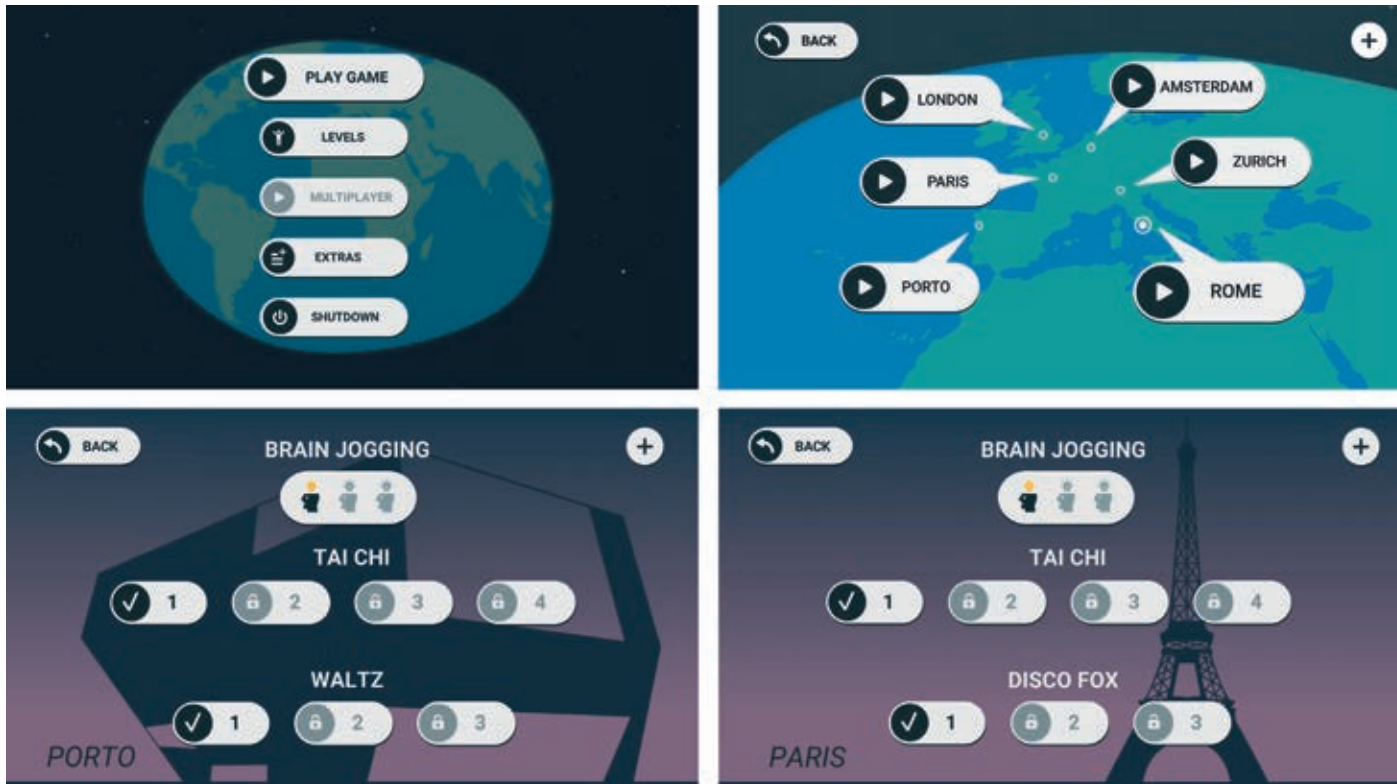 PLAY GAME
LEVELS
MULTIPLAYER
EXTRAS
SHUTDOWN
BACK
+
LONDON
AMSTERDAM
PARIS
ZURICH
PORTO
ROME
BACK
+
BRAIN JOGGING
TAI CHI
1 2 3 4
WALTZ
1 2 3
PORTO
BACK
+
BRAIN JOGGING
TAI CHI
1 2 3 4
DISCO FOX
1 2 3
PARIS